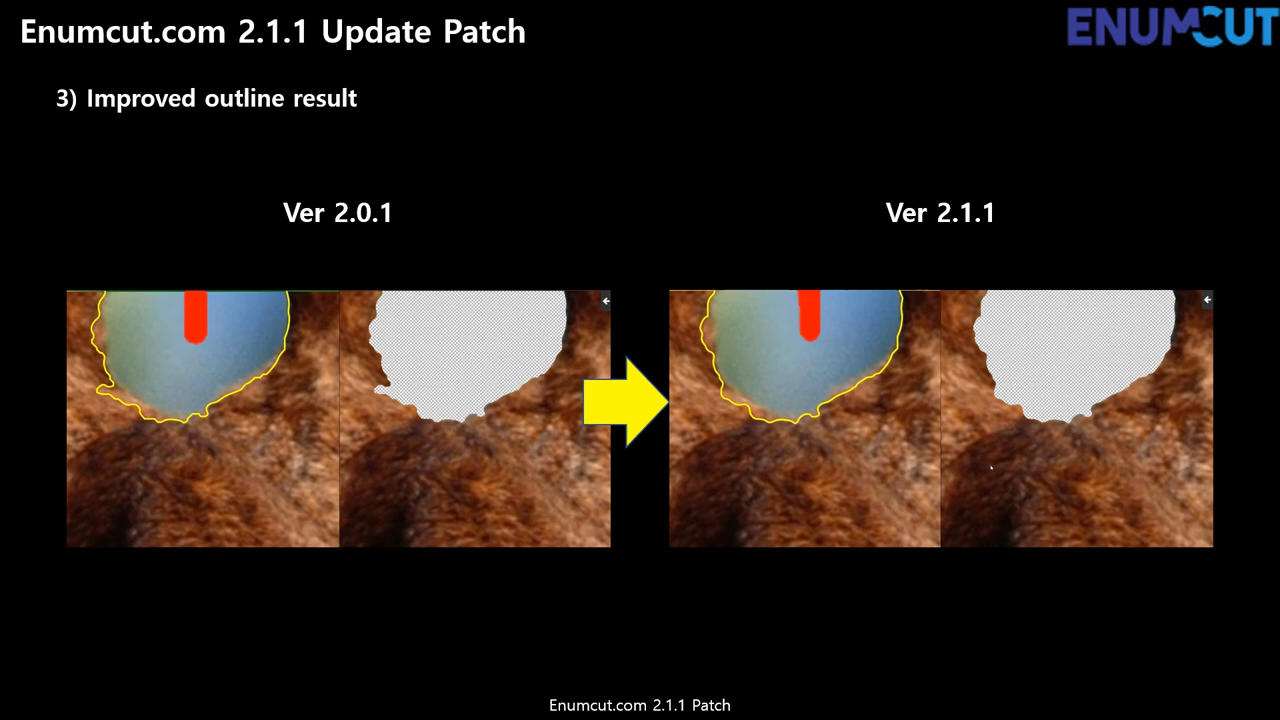 Enumcut.com 2.1.1 Update Patch
ENUMCUT
3) Improved outline result
Ver 2.0.1
Ver 2.1.1
Enumcut.com 2.1.1 Patch